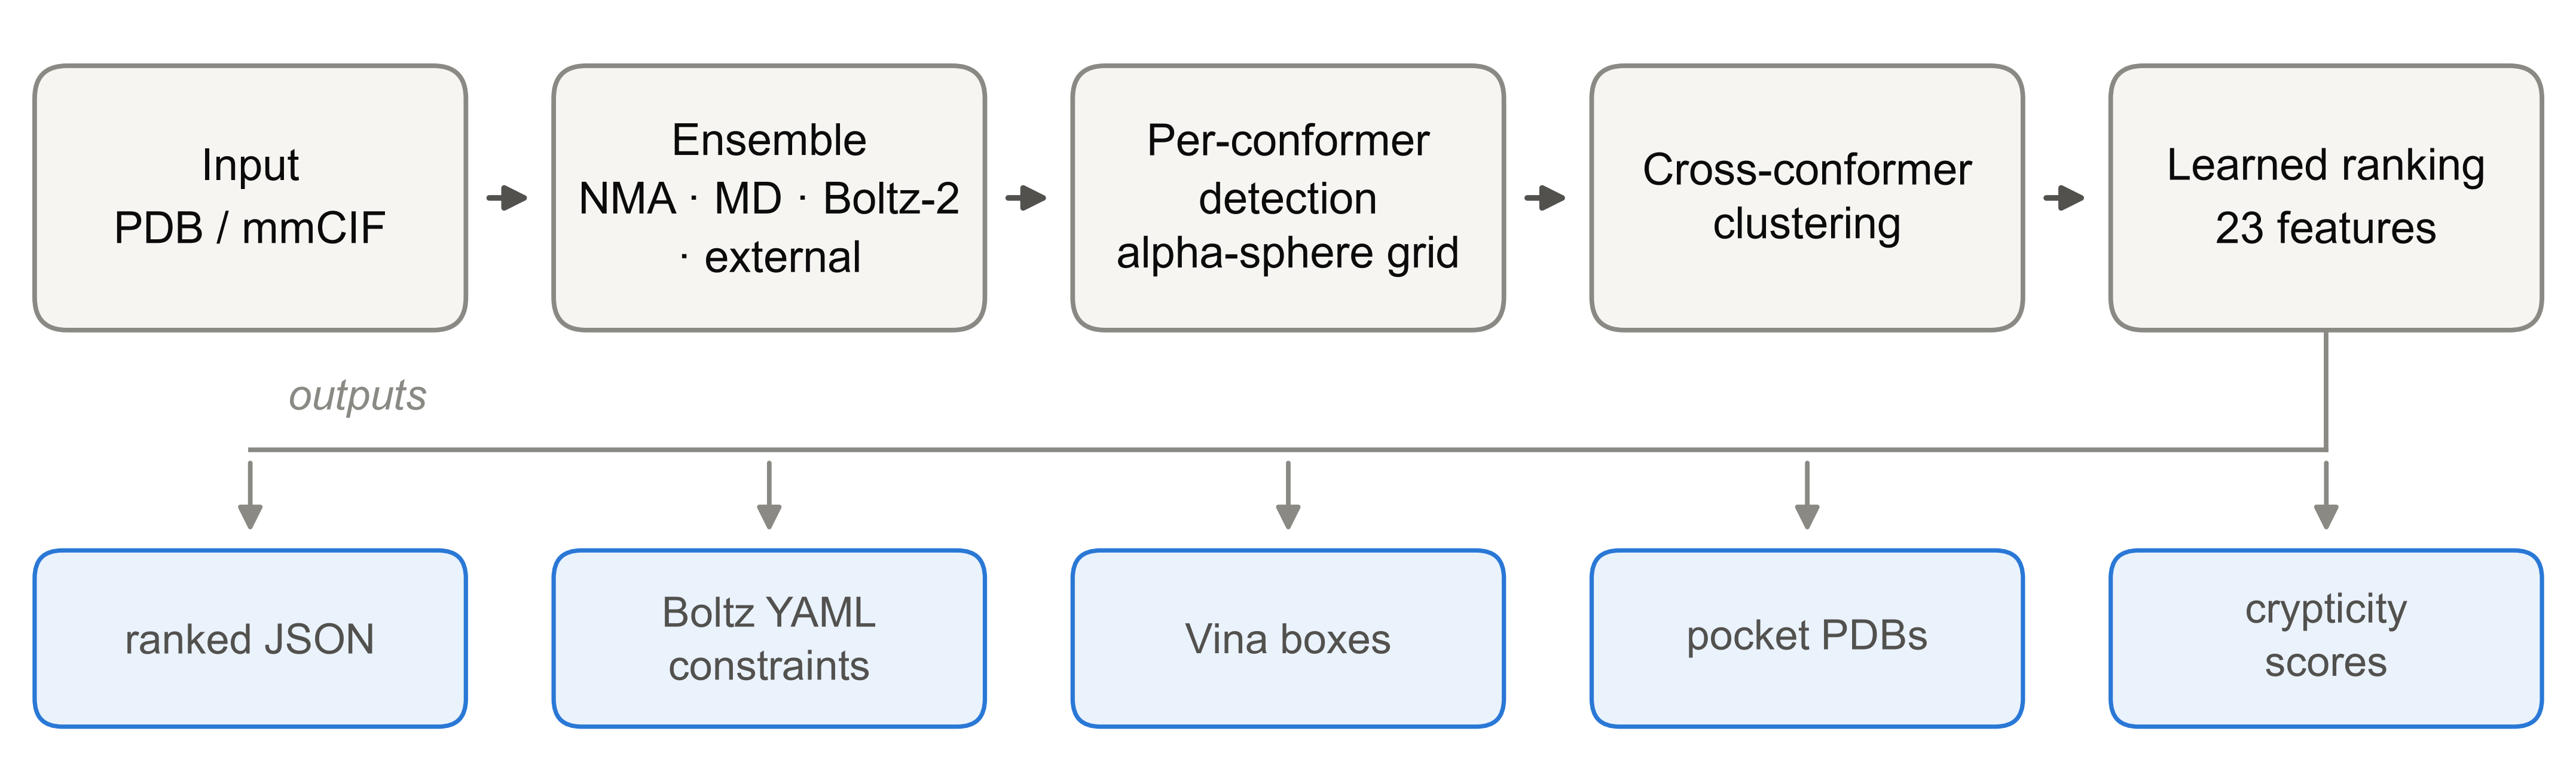 Input
PDB / mmCIF
Ensemble
NMA · MD · Boltz-2
· external
Per-conformer
detection
alpha-sphere grid
Cross-conformer
clustering
Learned ranking
23 features
outputs
ranked JSON
Boltz YAML
constraints
Vina boxes
pocket PDBs
crypticity
scores